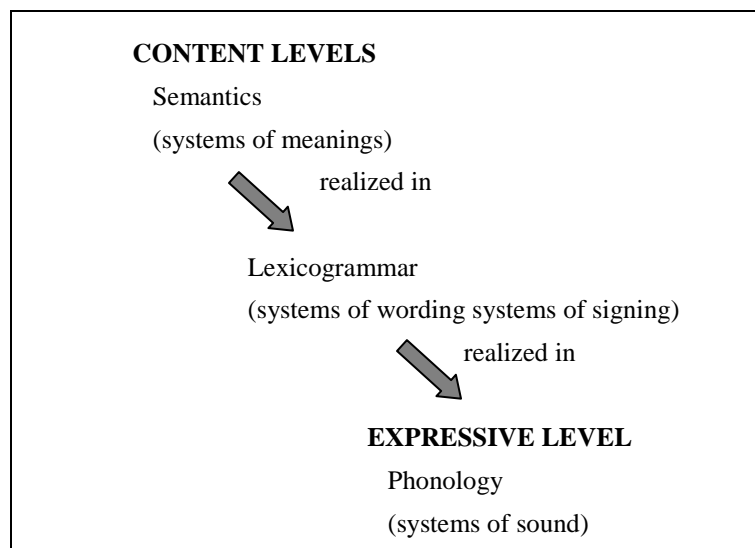 CONTENT LEVELS
Semantics
(systems of meanings)
realized in
Lexicogrammar
(systems of wording systems of signing)
realized in
EXPRESSIVE LEVEL
Phonology
(systems of sound)